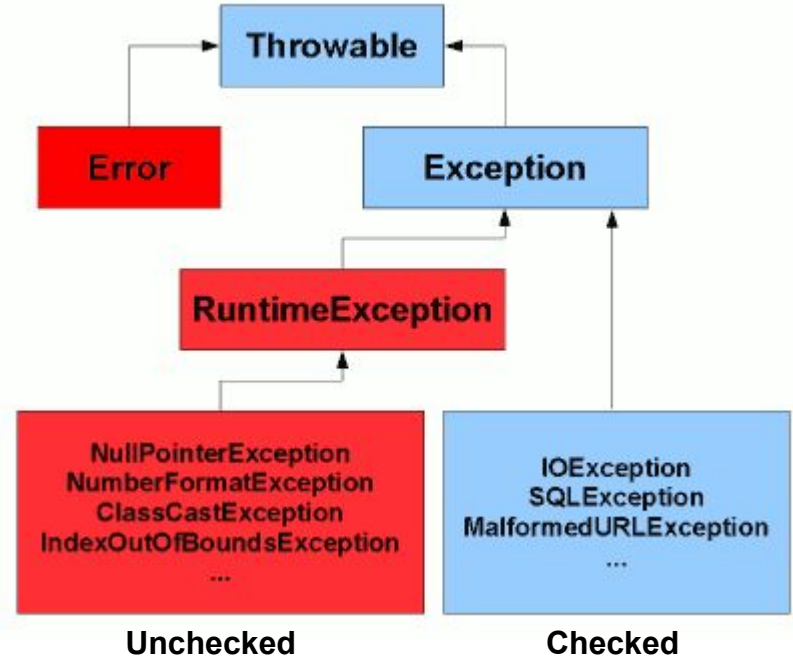 Throwable
Error
Exception
RuntimeException
NullPointerException
NumberFormatException
ClassCastException
IndexOutOfBoundsException
...
IOException
SQLException
MalformedURLException
...
Unchecked
Checked